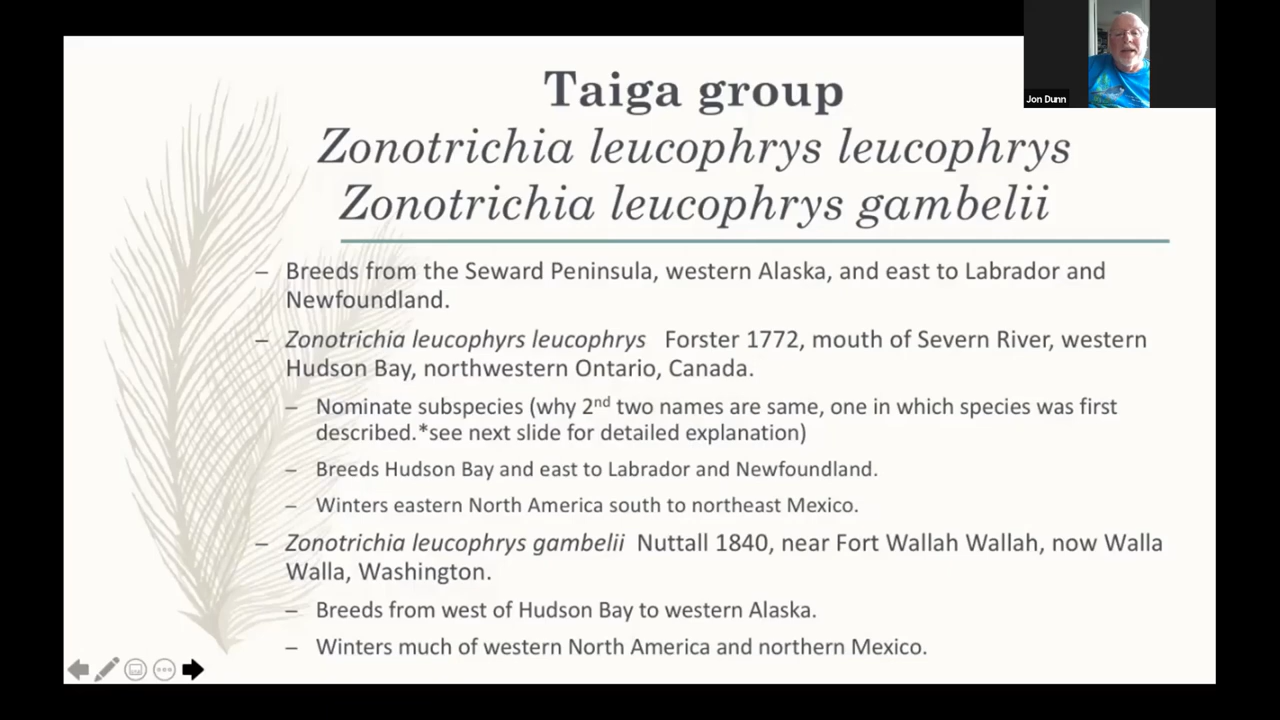 Taiga group
Zonotrichia leucophrys leucophrys
Zonotrichia leucophrys gambelii
– Breeds from the Seward Peninsula, western Alaska, and east to Labrador and
Newfoundland.
– Zonotrichia leucophyrs leucophrys Forster 1772, mouth of Severn River, western
Hudson Bay, northwestern Ontario, Canada.
– Nominate subspecies (why 2nd two names are same, one in which species was first
described.*see next slide for detailed explanation)
– Breeds Hudson Bay and east to Labrador and Newfoundland.
– Winters eastern North America south to northeast Mexico.
– Zonotrichia leucophrys gambelii Nuttall 1840, near Fort Wallah Wallah, now Walla
Walla, Washington.
– Breeds from west of Hudson Bay to western Alaska.
– Winters much of western North America and northern Mexico.
Jon Dunn